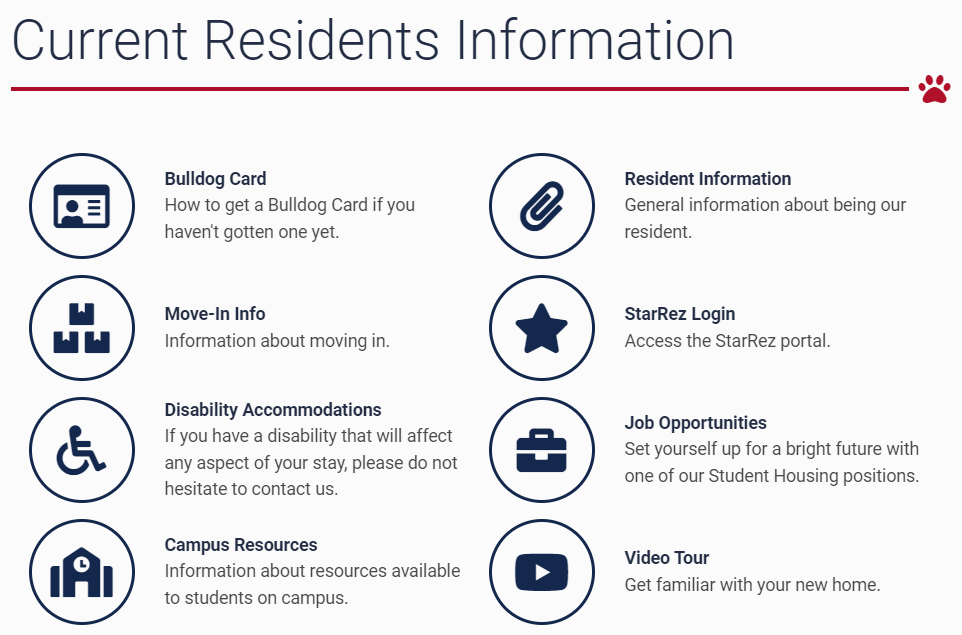 Current Residents Information
Bulldog Card
How to get a Bulldog Card if you
haven't gotten one yet.
Resident Information
General information about being our
resident.
Move-In Info
Information about moving in.
StarRez Login
Access the StarRez portal.
Disability Accommodations
If you have a disability that will affect
any aspect of your stay, please do not
hesitate to contact us.
Job Opportunities
Set yourself up for a bright future with
one of our Student Housing positions.
Campus Resources
Information about resources available
to students on campus.
Video Tour
Get familiar with your new home.